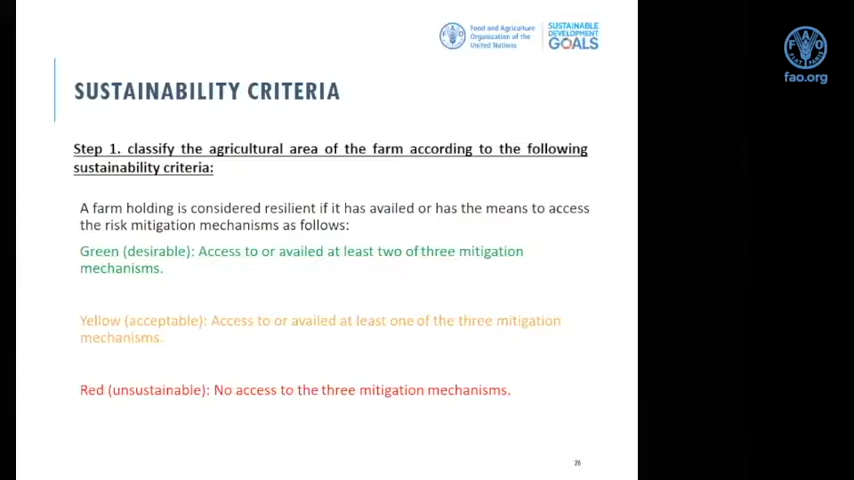 Food and Agriculture
Organization of the
United Nations
SUSTAINABLE
DEVELOPMENT
GOALS
FAO
FIAT PANIS
fao.org
SUSTAINABILITY CRITERIA
Step 1. classify the agricultural area of the farm according to the following
sustainability criteria:
A farm holding is considered resilient if it has availed or has the means to access
the risk mitigation mechanisms as follows:
Green (desirable): Access to or availed at least two of three mitigation
mechanisms.
Yellow (acceptable): Access to or availed at least one of the three mitigation
mechanisms.
Red (unsustainable): No access to the three mitigation mechanisms.
26